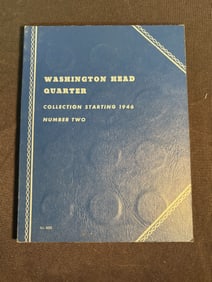 WASHINGTON HEAD
QUARTER
COLLECTION STARTING 1946
NUMBER TWO